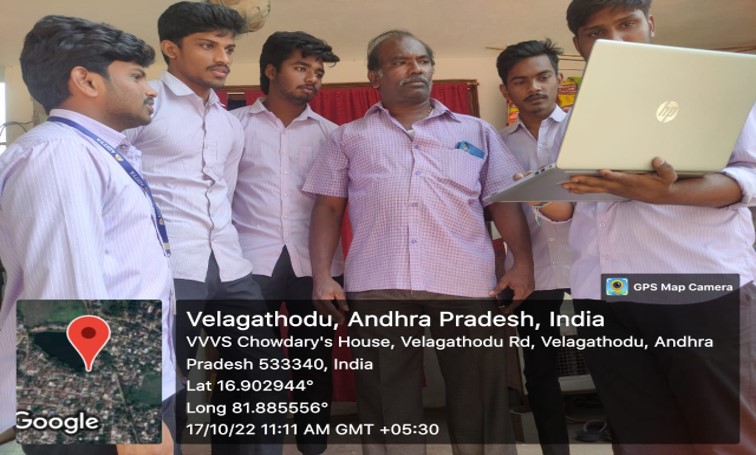 hp
GPS Map Camera
Velagathodu, Andhra Pradesh, India
VVVS Chowdary's House, Velagathodu Rd, Velagathodu, Andhra
Pradesh 533340, India
Lat 16.902944°
Long 81.885556°
17/10/22 11:11 AM GMT +05:30
Google